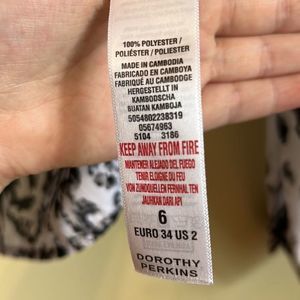 100% POLYESTER /
POLIÉSTER / POLYESTER
MADE IN CAMBODIA
FABRICADO EN CAMBOYA
FABRIQUÉ AU CAMBODGE
HERGESTELLT IN
KAMBODSCHA
BUATAN KAMBOJA
5054802238319
05674963
5104 3186
KEEP AWAY FROM FIRE
MANTENER ALEJADO DEL FUEGO
TENIR ELOIGNE DU FEU
VON ZUNDQUELLEN FERNHALTEN
JAUHKAN DARI API
6
EURO 34 US 2
DOROTHY
PERKINS